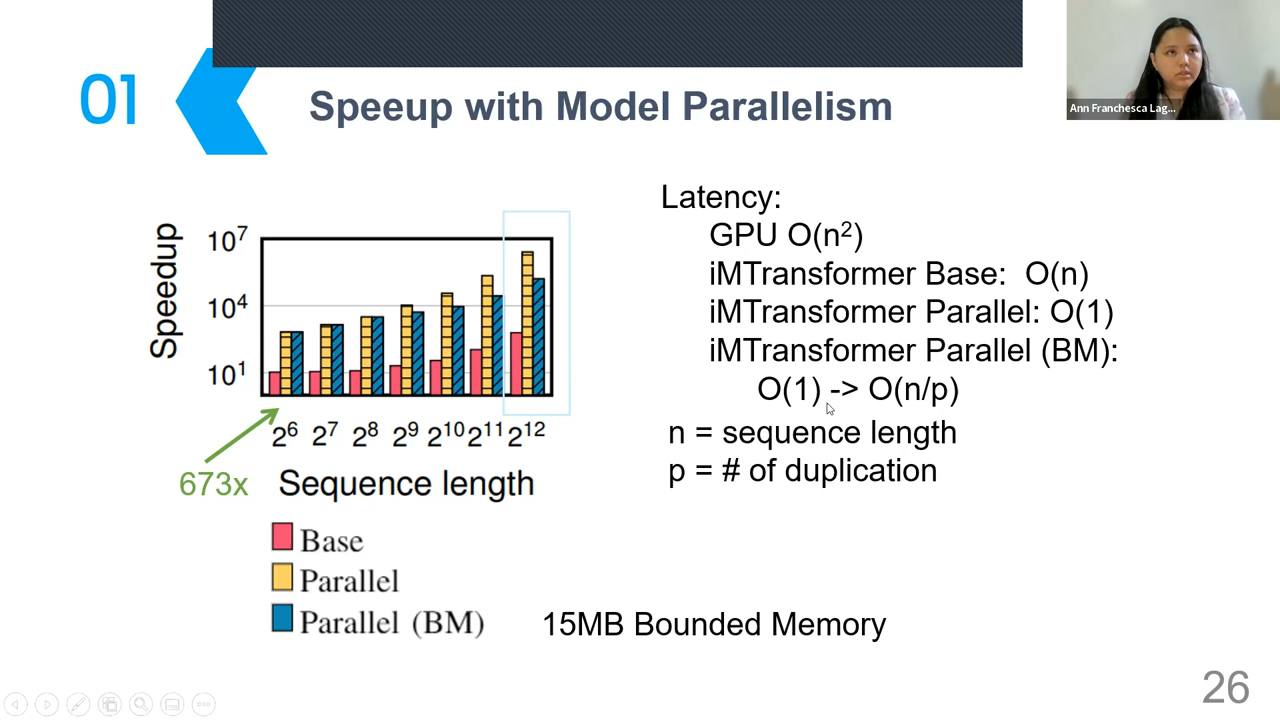 01
Speeup with Model Parallelism
Ann Franchesca Lag...
Speedup
10⁷
10⁴
10¹
2⁶ 2⁷ 2⁸ 2⁹ 2¹⁰ 2¹¹ 2¹²
673x
Sequence length
Base
Parallel
Parallel (BM)
15MB Bounded Memory
Latency:
GPU O(n²)
iMTransformer Base: O(n)
iMTransformer Parallel: O(1)
iMTransformer Parallel (BM):
O(1) -> O(n/p)
n = sequence length
p = # of duplication
26